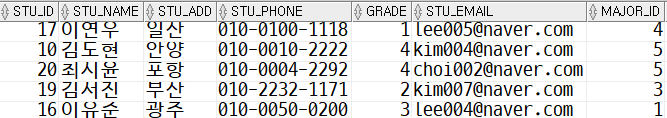 STU_ID STU_NAME STU_ADD STU_PHONE GRADE STU_EMAIL MAJOR_ID
17 이연우 일산 010-0100-1118 1 lee005@naver.com 4
10 김도현 안양 010-0010-2222 4 kim004@naver.com 5
20 최시윤 포항 010-0004-2292 4 choi002@naver.com 5
19 김서진 부산 010-2232-1171 2 kim007@naver.com 3
16 이유준 광주 010-0050-0200 3 lee004@naver.com 1